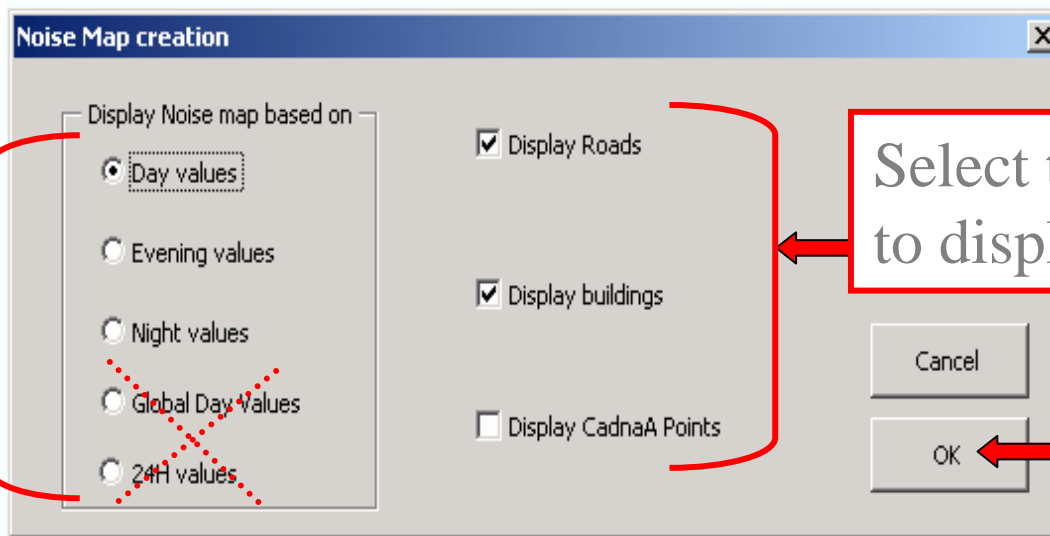 Noise Map creation
Display Noise map based on
Day values
Evening values
Night values
Global Day Values
24H values
Display Roads
Display buildings
Display CadnaA Points
Select
to
Cancel
OK